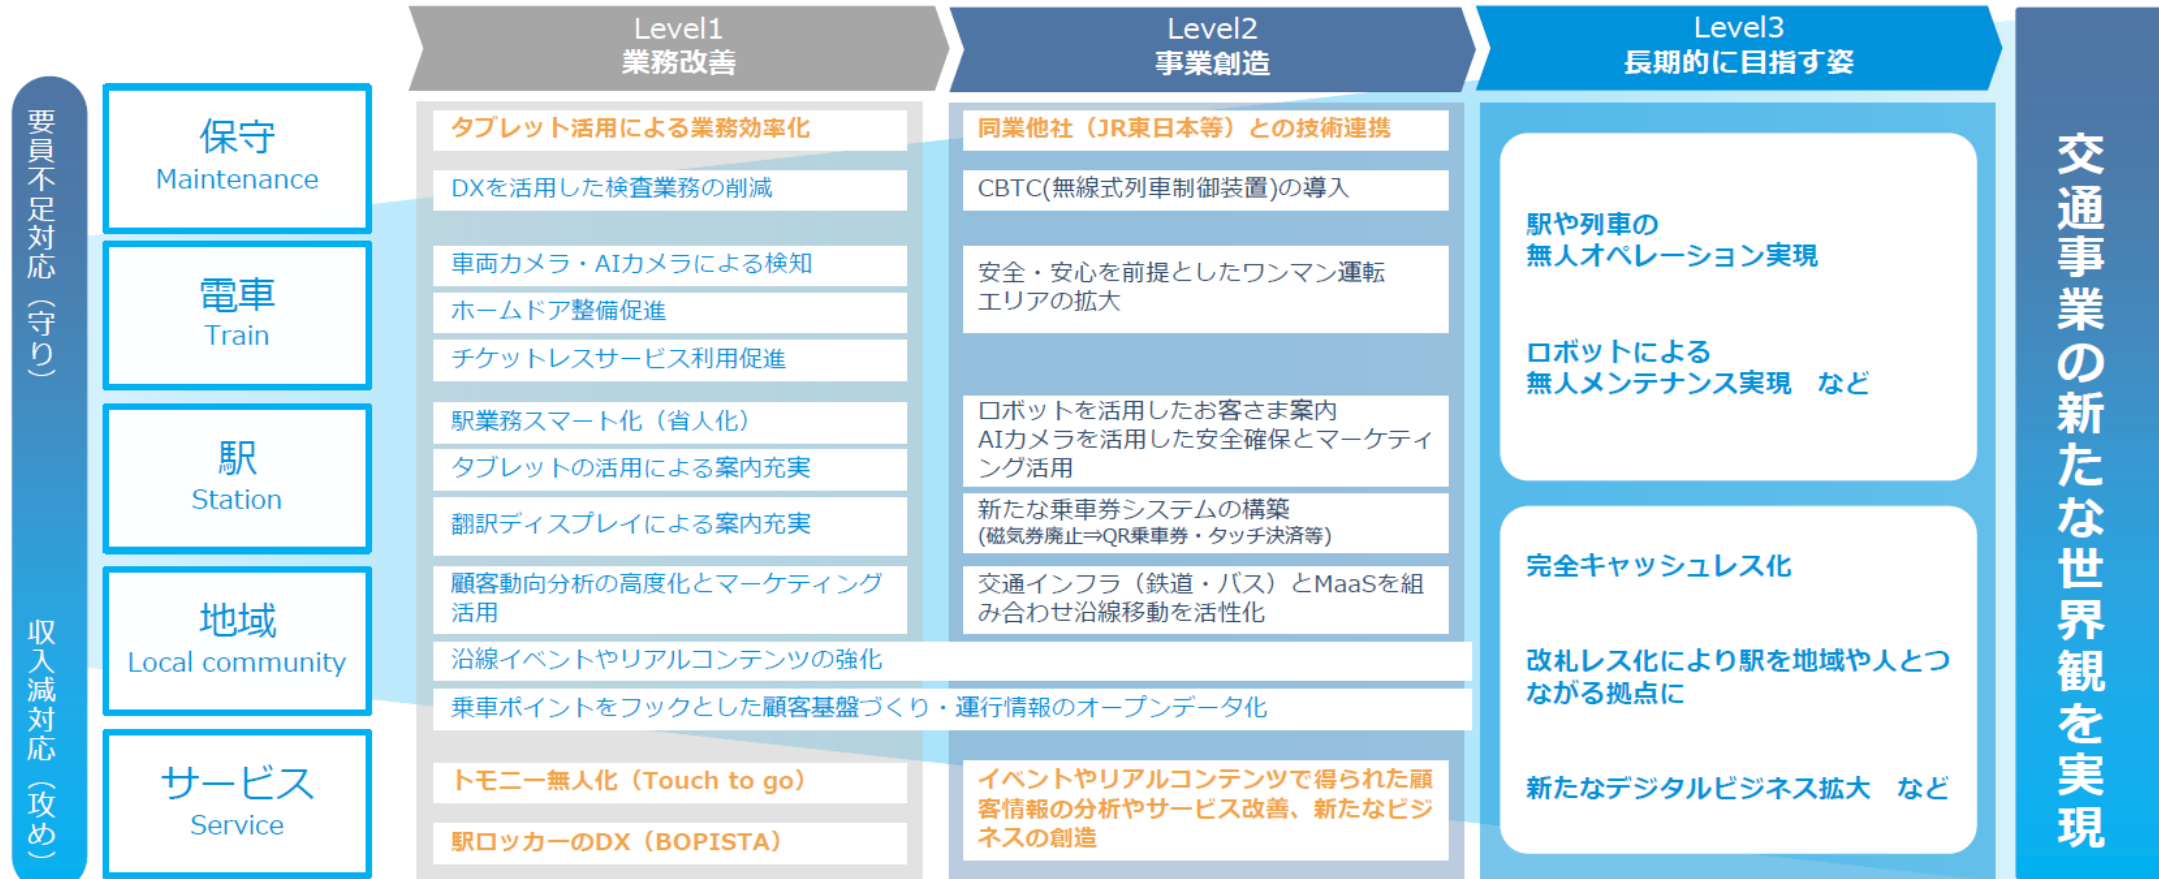 Level1
業務改善
Level2
事業創造
Level3
長期的に目指す姿
要員不足対応（守り）
収入減対応（攻め）
保守
Maintenance
タブレット活用による業務効率化
DXを活用した検査業務の削減
同業他社（JR東日本等）との技術連携
CBTC(無線式列車制御装置)の導入
電車
Train
車両カメラ・AIカメラによる検知
ホームドア整備促進
チケットレスサービス利用促進
安全・安心を前提としたワンマン運転
エリアの拡大
駅
Station
駅業務スマート化（省人化）
タブレットの活用による案内充実
翻訳ディスプレイによる案内充実
ロボットを活用したお客さま案内
AIカメラを活用した安全確保とマーケティ
ング活用
新たな乗車券システムの構築
(磁気券廃止⇒QR乗車券・タッチ決済等)
地域
Local community
顧客動向分析の高度化とマーケティング
活用
交通インフラ（鉄道・バス）とMaaSを組
み合わせ沿線移動を活性化
沿線イベントやリアルコンテンツの強化
乗車ポイントをフックとした顧客基盤づくり・運行情報のオープンデータ化
サービス
Service
トモニー無人化（Touch to go）
駅ロッカーのDX（BOPISTA）
イベントやリアルコンテンツで得られた顧
客情報の分析やサービス改善、新たなビジ
ネスの創造
駅や列車の
無人オペレーション実現
ロボットによる
無人メンテナンス実現　など
完全キャッシュレス化
改札レス化により駅を地域や人とつ
ながる拠点に
新たなデジタルビジネス拡大　など
交通事業の新たな世界観を実現